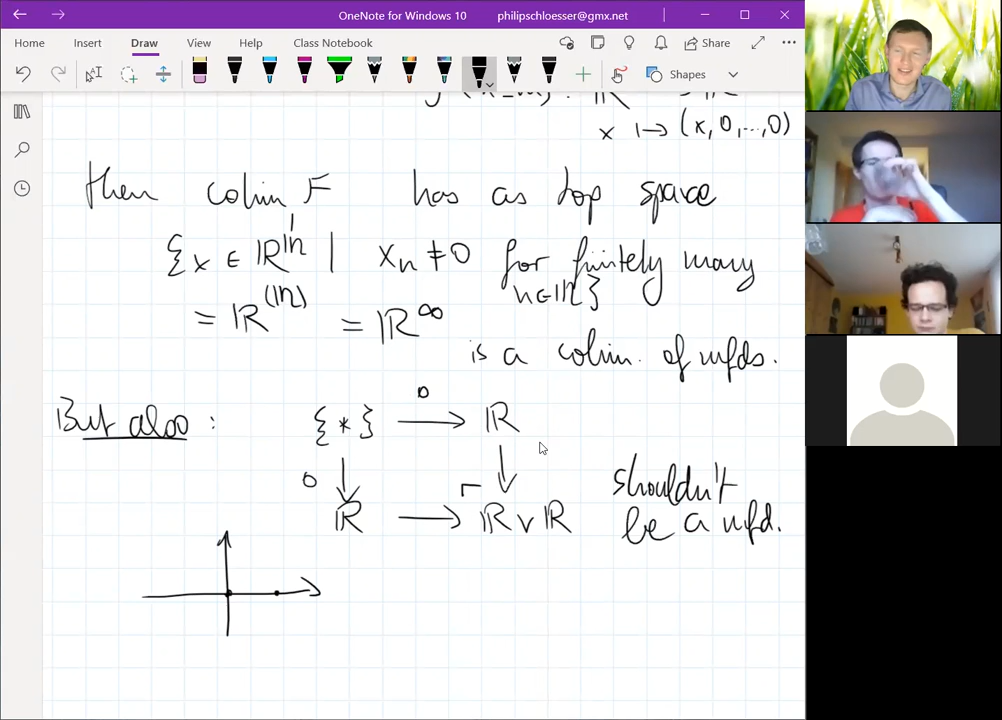 OneNote for Windows 10
philipschloesser@gmx.net
Home Insert Draw View Help Class Notebook Share
Shapes
x ↦ (x, 0, ..., 0)
then colim F has as top space
{x ∈ ℝ^ℕ | x_n ≠ 0 for finitely many n∈ℕ}
= ℝ^(ℕ) = ℝ^∞
is a colim. of mfds.
But also : {*} →^0 ℝ
0 ↓ ↓
ℝ → ℝ ∨ ℝ
shouldn't
be a mfd.